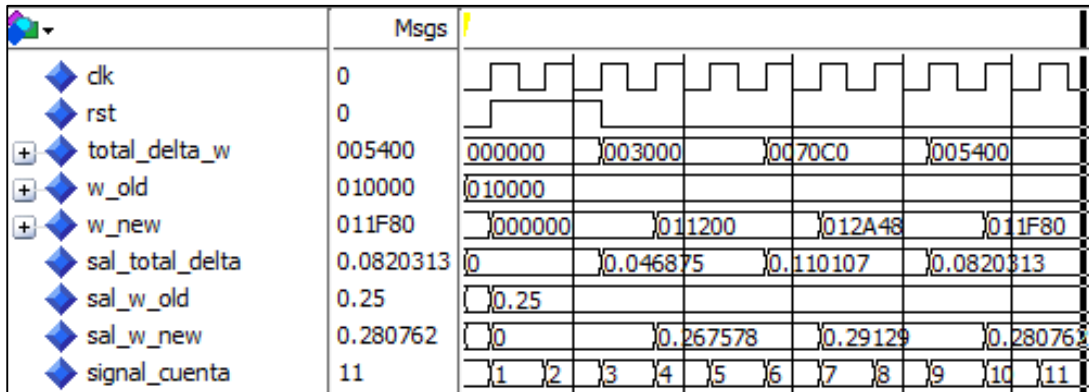 Msgs
clk 0
rst 0
total_delta_w 005400 000000 003000 0070C0 005400
w_old 010000 010000
w_new 011F80 000000 011200 012A48 011F80
sal_total_delta 0.0820313 0 0.046875 0.110107 0.0820313
sal_w_old 0.25 0.25
sal_w_new 0.280762 0 0.267578 0.29129 0.280762
signal_cuenta 11 1 2 3 4 5 6 7 8 9 10 11